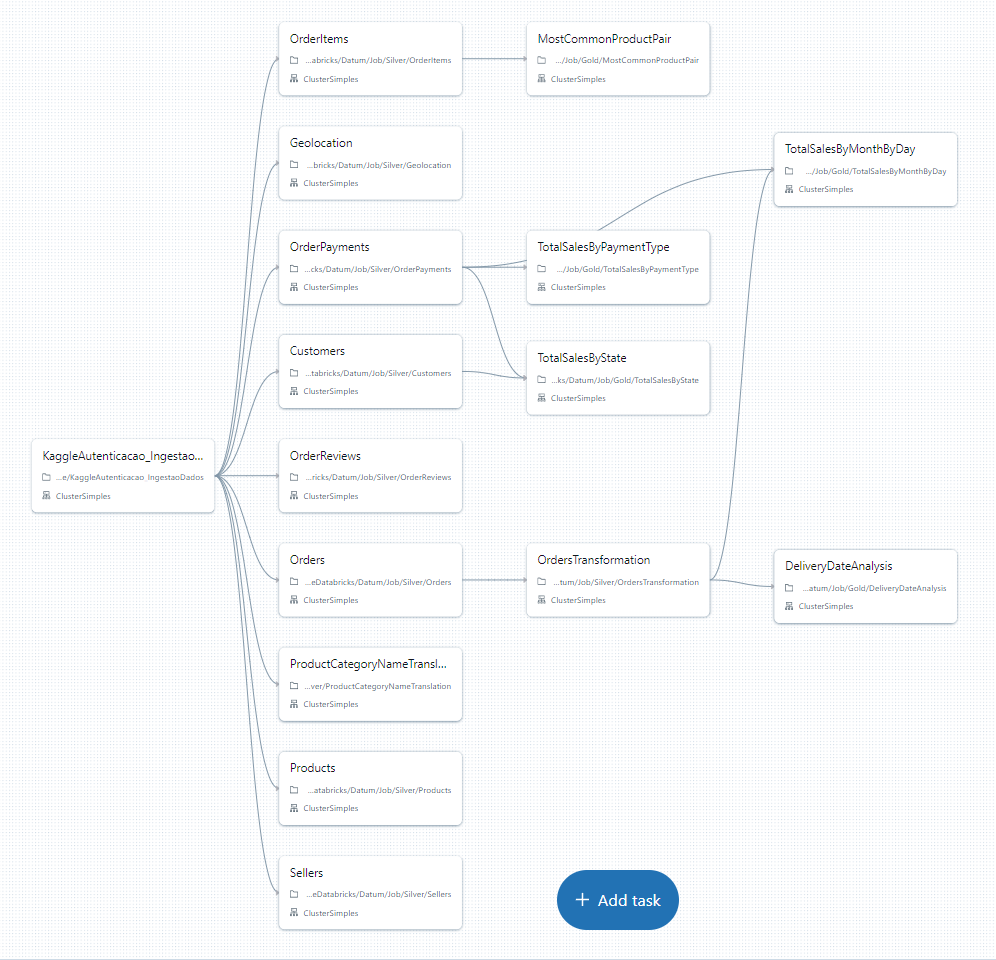 OrderItems
...abricks/Datum/Job/Silver/OrderItems
ClusterSimples
MostCommonProductPair
.../Job/Gold/MostCommonProductPair
ClusterSimples
Geolocation
...bricks/Datum/Job/Silver/Geolocation
ClusterSimples
TotalSalesByMonthByDay
.../Job/Gold/TotalSalesByMonthByDay
ClusterSimples
OrderPayments
...cks/Datum/Job/Silver/OrderPayments
ClusterSimples
TotalSalesByPaymentType
.../Job/Gold/TotalSalesByPaymentType
ClusterSimples
Customers
...tabricks/Datum/Job/Silver/Customers
ClusterSimples
TotalSalesByState
...ks/Datum/Job/Gold/TotalSalesByState
ClusterSimples
KaggleAutenticacao_Ingestao...
...e/KaggleAutenticacao_IngestaoDados
ClusterSimples
OrderReviews
...ricks/Datum/Job/Silver/OrderReviews
ClusterSimples
Orders
...eDatabricks/Datum/Job/Silver/Orders
ClusterSimples
OrdersTransformation
...tum/Job/Silver/OrdersTransformation
ClusterSimples
DeliveryDateAnalysis
...atum/Job/Gold/DeliveryDateAnalysis
ClusterSimples
ProductCategoryNameTransl...
...ver/ProductCategoryNameTranslation
ClusterSimples
Products
...atabricks/Datum/Job/Silver/Products
ClusterSimples
Sellers
...eDatabricks/Datum/Job/Silver/Sellers
ClusterSimples
+ Add task